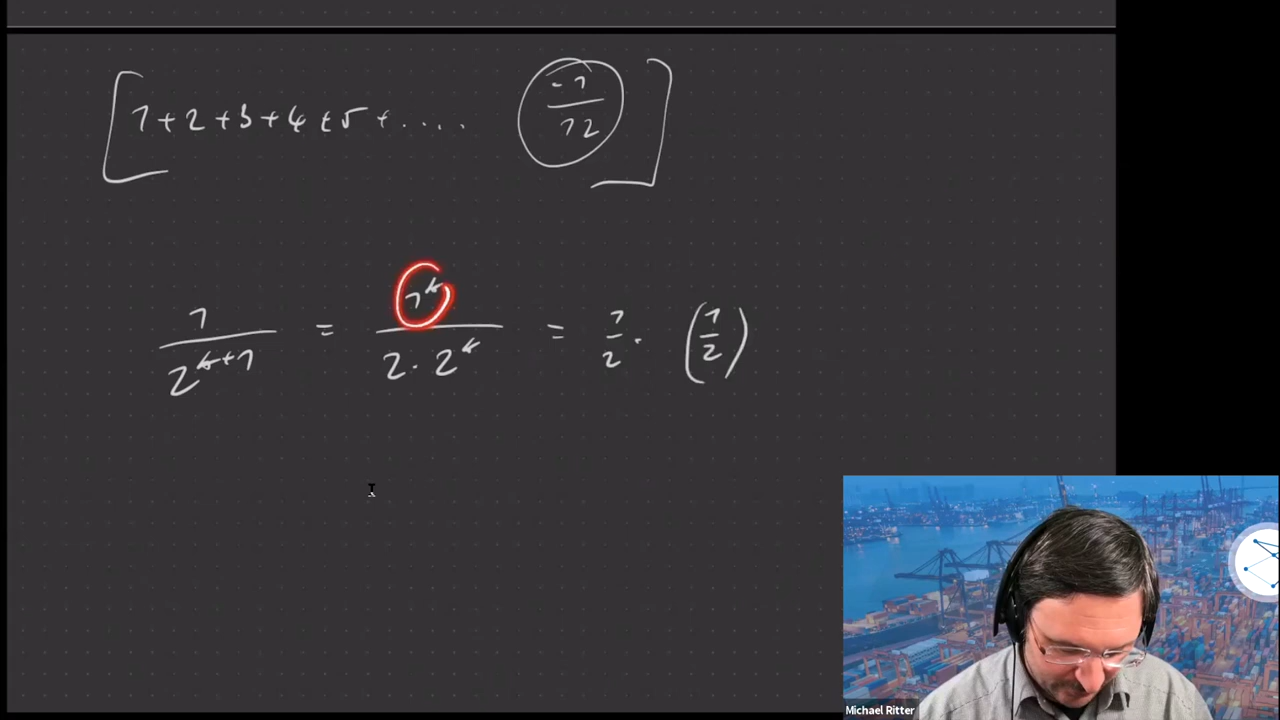 [1+2+3+4+5+.... -1/12]
1/2^{k+1} = 1^k/(2·2^k) = 1/2 · (1/2)
Michael Ritter